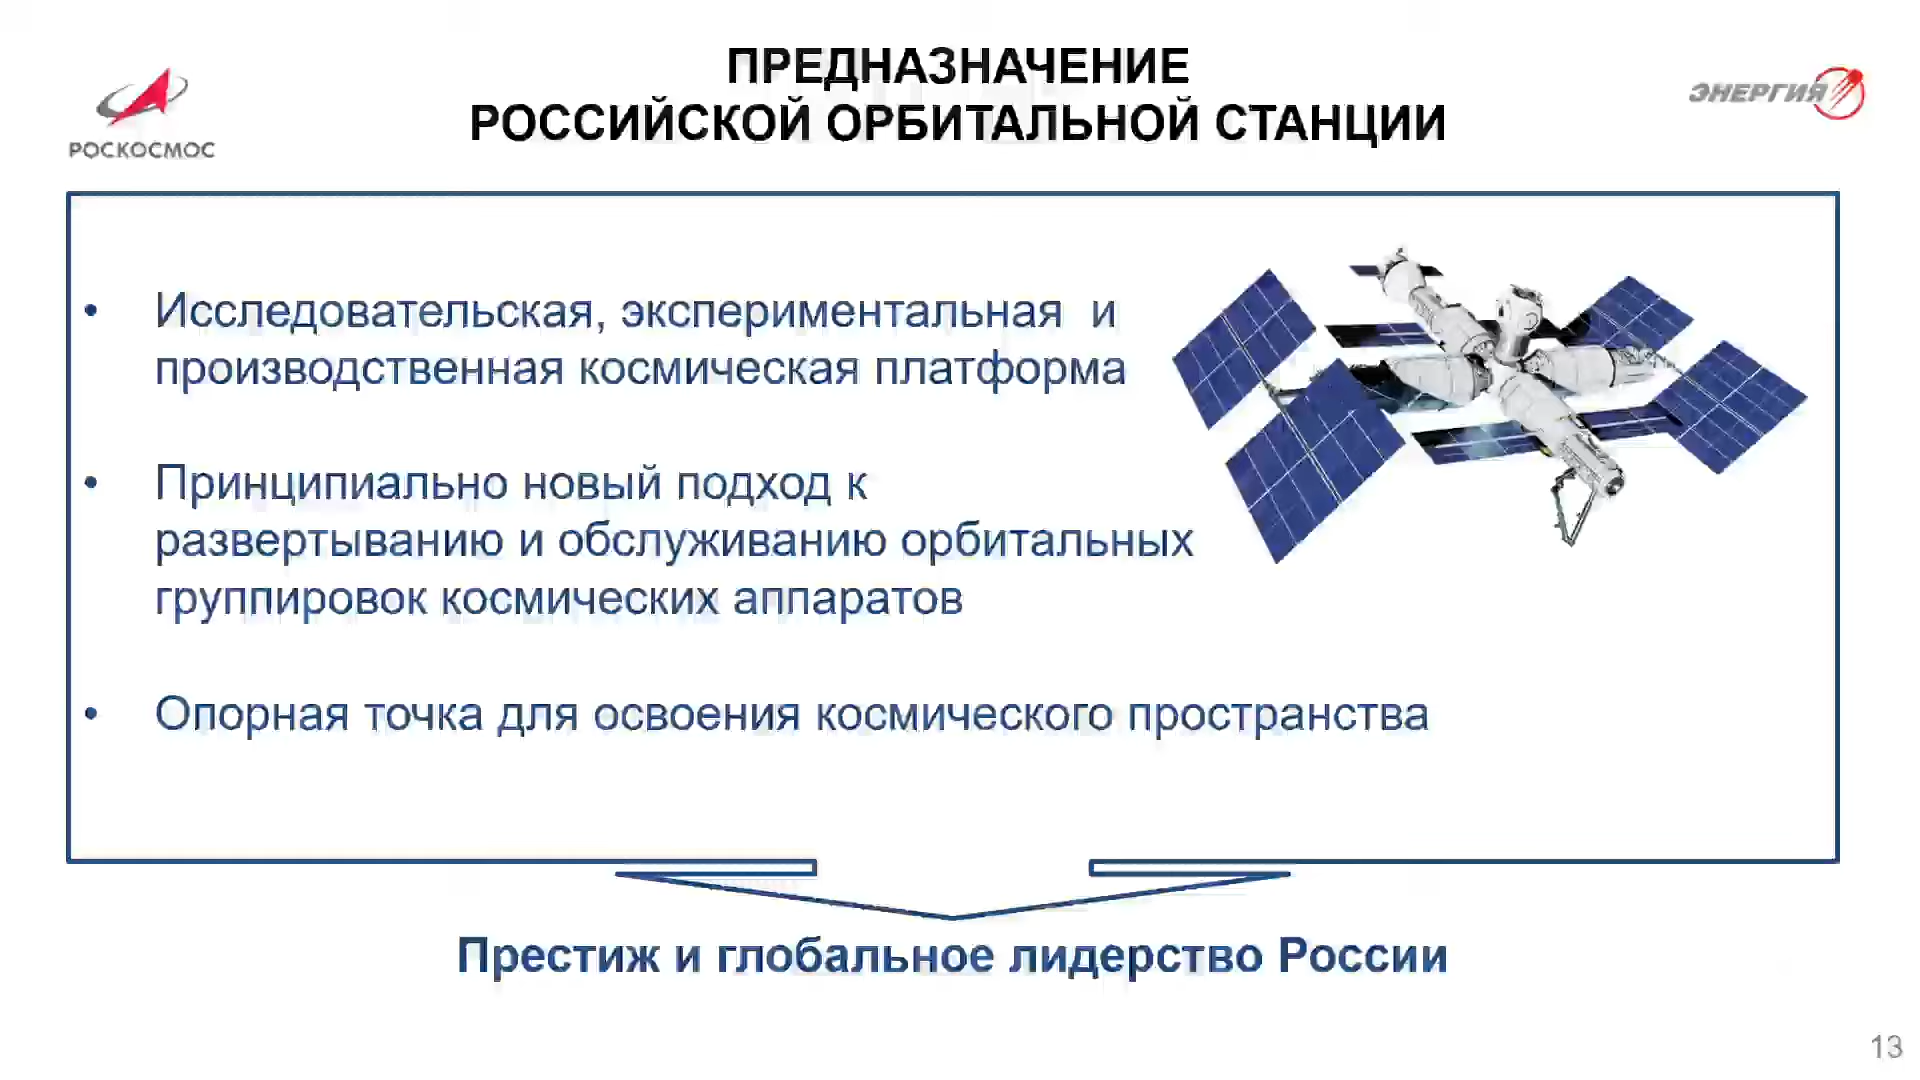 ПРЕДНАЗНАЧЕНИЕ
РОССИЙСКОЙ ОРБИТАЛЬНОЙ СТАНЦИИ
РОСКОСМОС
ЭНЕРГИЯ
• Исследовательская, экспериментальная и
производственная космическая платформа
• Принципиально новый подход к
развертыванию и обслуживанию орбитальных
группировок космических аппаратов
• Опорная точка для освоения космического пространства
Престиж и глобальное лидерство России
13